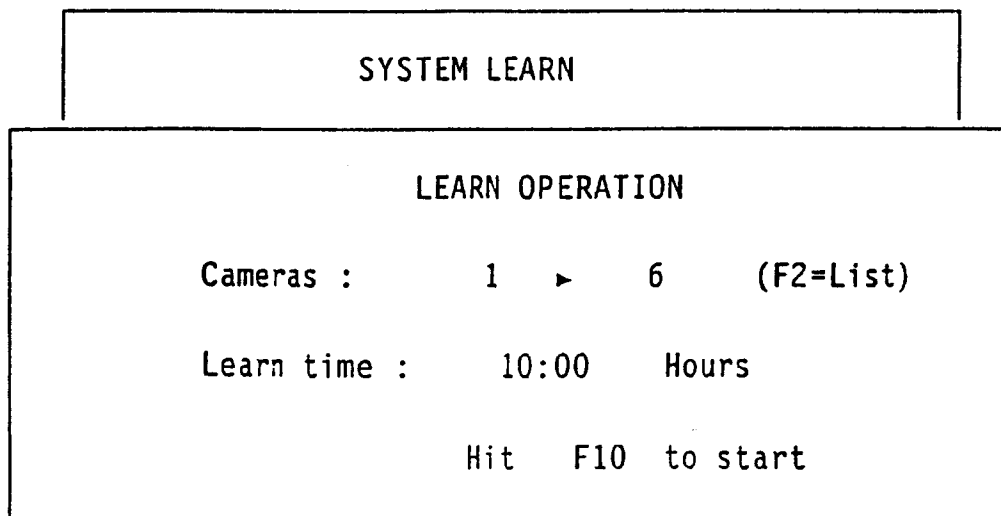 SYSTEM LEARN
LEARN OPERATION
Cameras : 1 ► 6 (F2=List)
Learn time : 10:00 Hours
Hit F10 to start